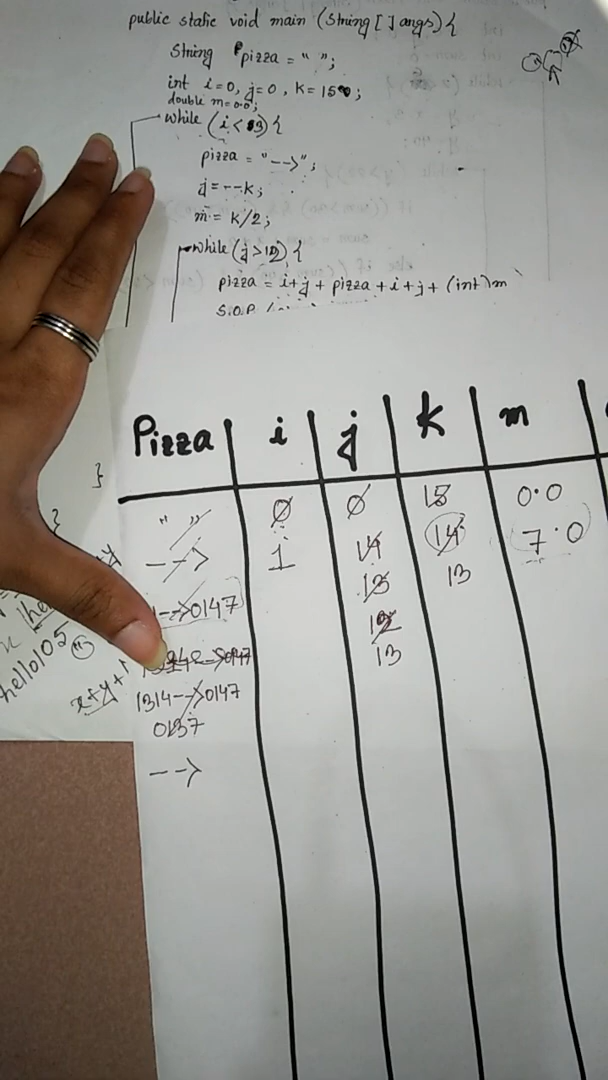 public static void main (String [ ] args) {
String pizza = " ";
int i=0, j=0, k=15;
double m=0.0;
while (i < 3) {
pizza = "-->";
j = --k;
m = k/2;
while (j > 12) {
pizza = i+j + pizza + i+j + (int)m
S.O.P
}
}
hello105
x+y+
Pizza i j k m
" " 0 0 15 0.0
--> 1 14 14 7.0
-->0147 13 13
12
13
1314-->0147
0137
-->